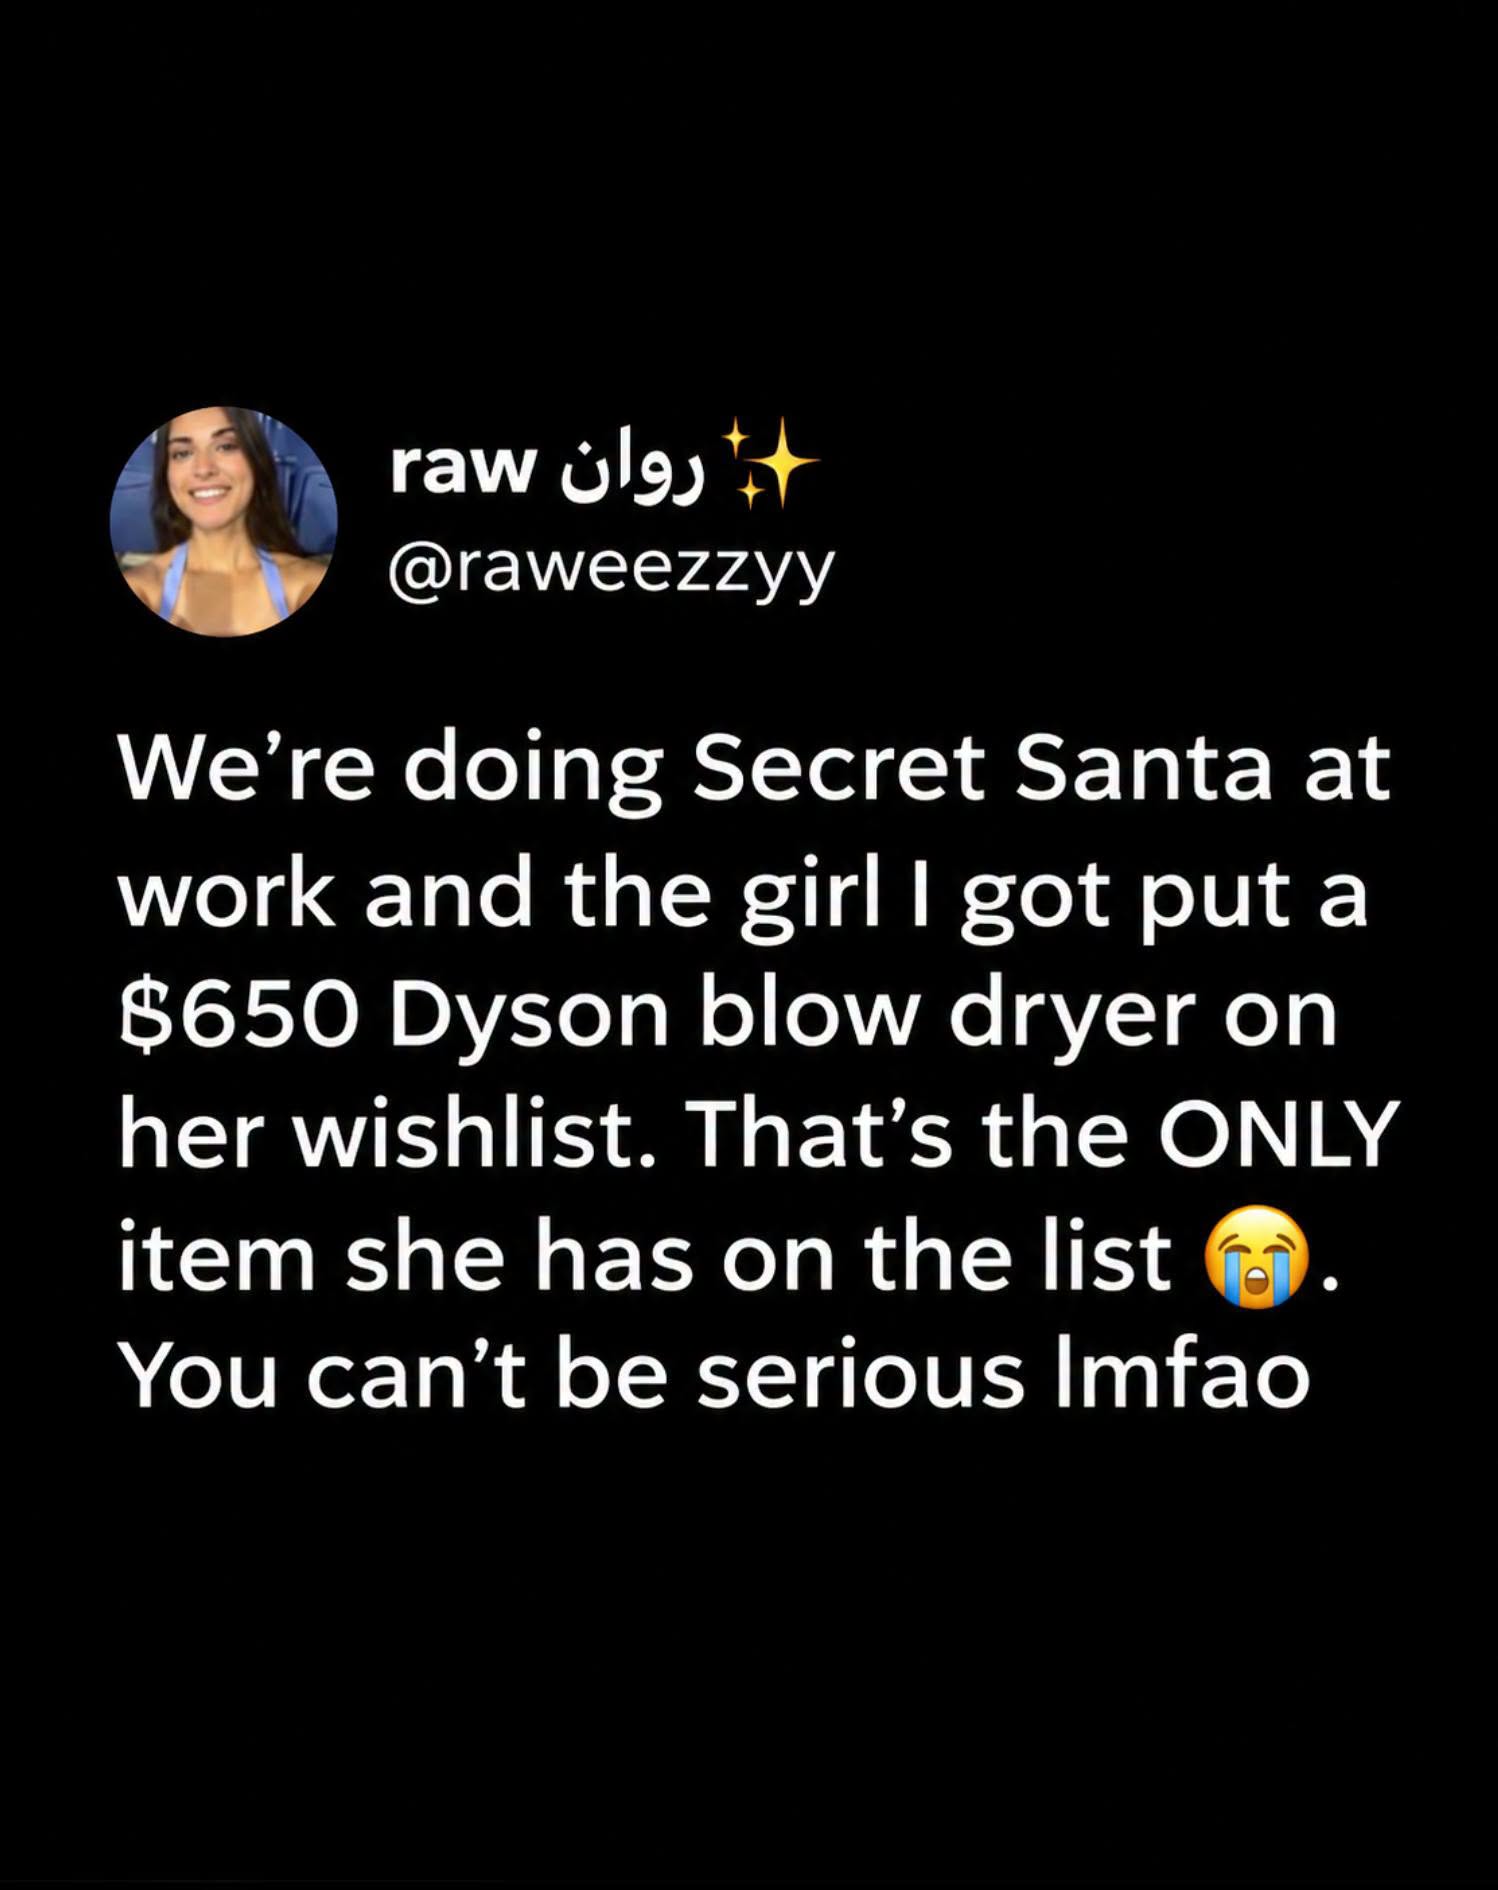 raw روان ✨
@raweezzyy
We’re doing Secret Santa at
work and the girl I got put a
$650 Dyson blow dryer on
her wishlist. That’s the ONLY
item she has on the list 😭.
You can’t be serious lmfao